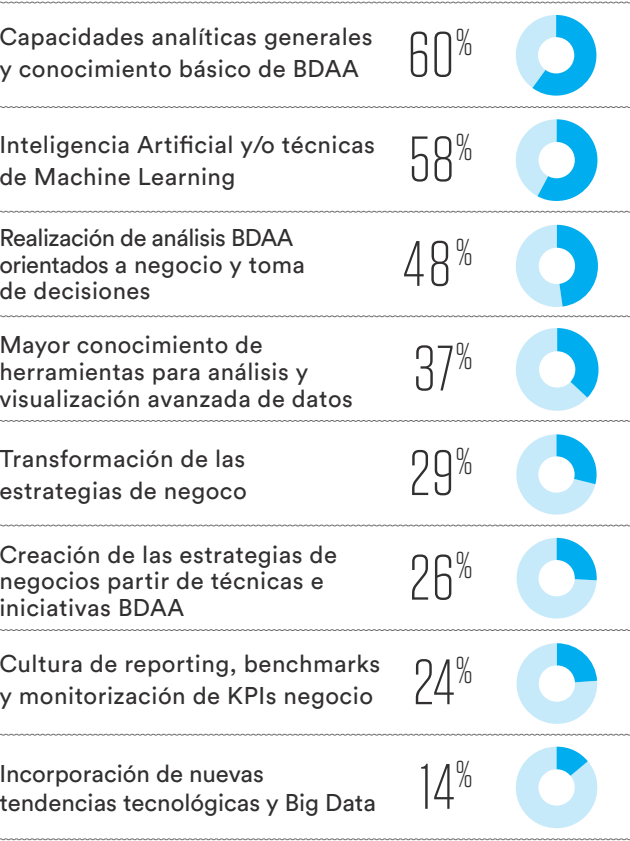 Capacidades analíticas generales
y conocimiento básico de BDAA
60%
Inteligencia Artificial y/o técnicas
de Machine Learning
58%
Realización de análisis BDAA
orientados a negocio y toma
de decisiones
48%
Mayor conocimiento de
herramientas para análisis y
visualización avanzada de datos
37%
Transformación de las
estrategias de negoco
29%
Creación de las estrategias de
negocios partir de técnicas e
iniciativas BDAA
26%
Cultura de reporting, benchmarks
y monitorización de KPIs negocio
24%
Incorporación de nuevas
tendencias tecnológicas y Big Data
14%